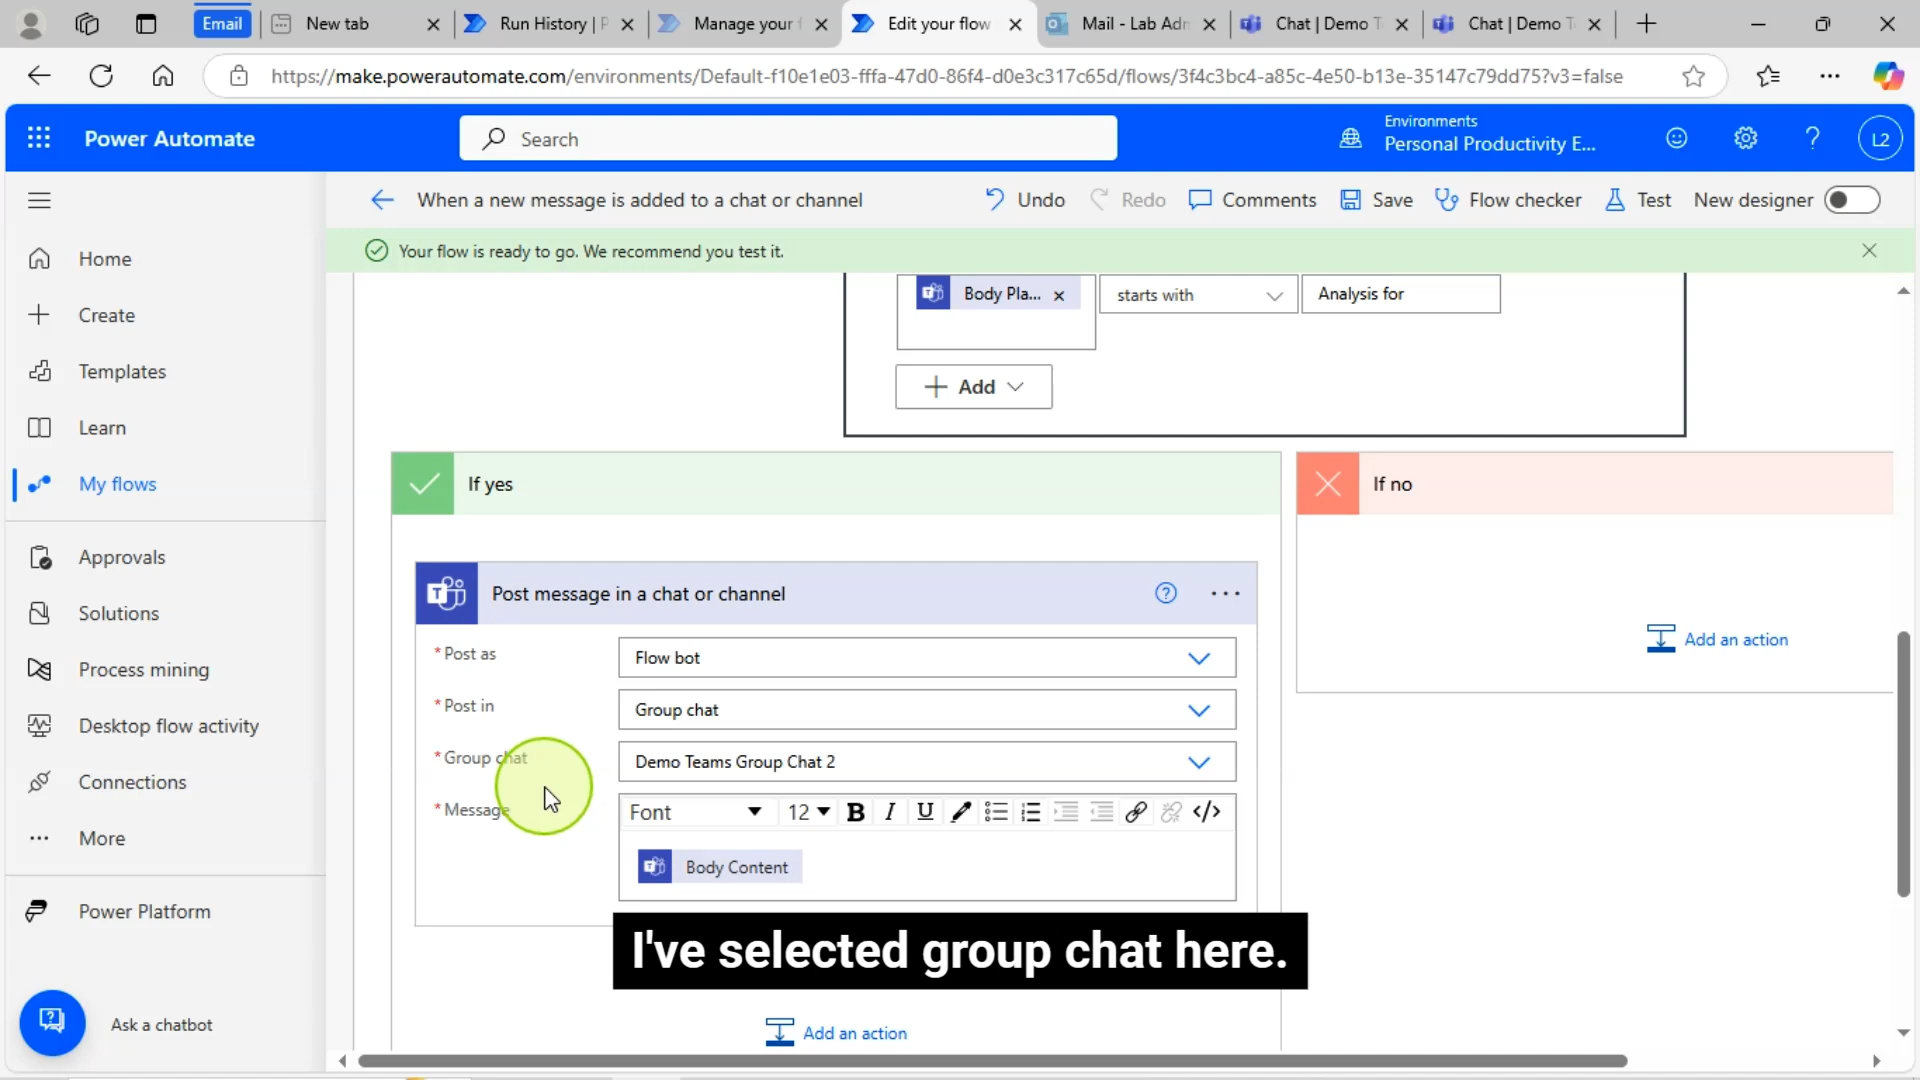 Email
New tab
Run History | P
Manage your f
Edit your flow
Mail - Lab Adm
Chat | Demo T
Chat | Demo T
https://make.powerautomate.com/environments/Default-f10e1e03-fffa-47d0-86f4-d0e3c317c65d/flows/3f4c3bc4-a85c-4e50-b13e-35147c79dd75?v3=false
Power Automate
Search
Environments
Personal Productivity E...
L2
When a new message is added to a chat or channel
Undo
Redo
Comments
Save
Flow checker
Test
New designer
Your flow is ready to go. We recommend you test it.
Home
Create
Templates
Learn
My flows
Approvals
Solutions
Process mining
Desktop flow activity
Connections
More
Power Platform
Ask a chatbot
Body Pla...
starts with
Analysis for
Add
If yes
If no
Post message in a chat or channel
*Post as
Flow bot
*Post in
Group chat
*Group chat
Demo Teams Group Chat 2
*Message
Font
12
B I U
</>
Body Content
Add an action
Add an action
I've selected group chat here.